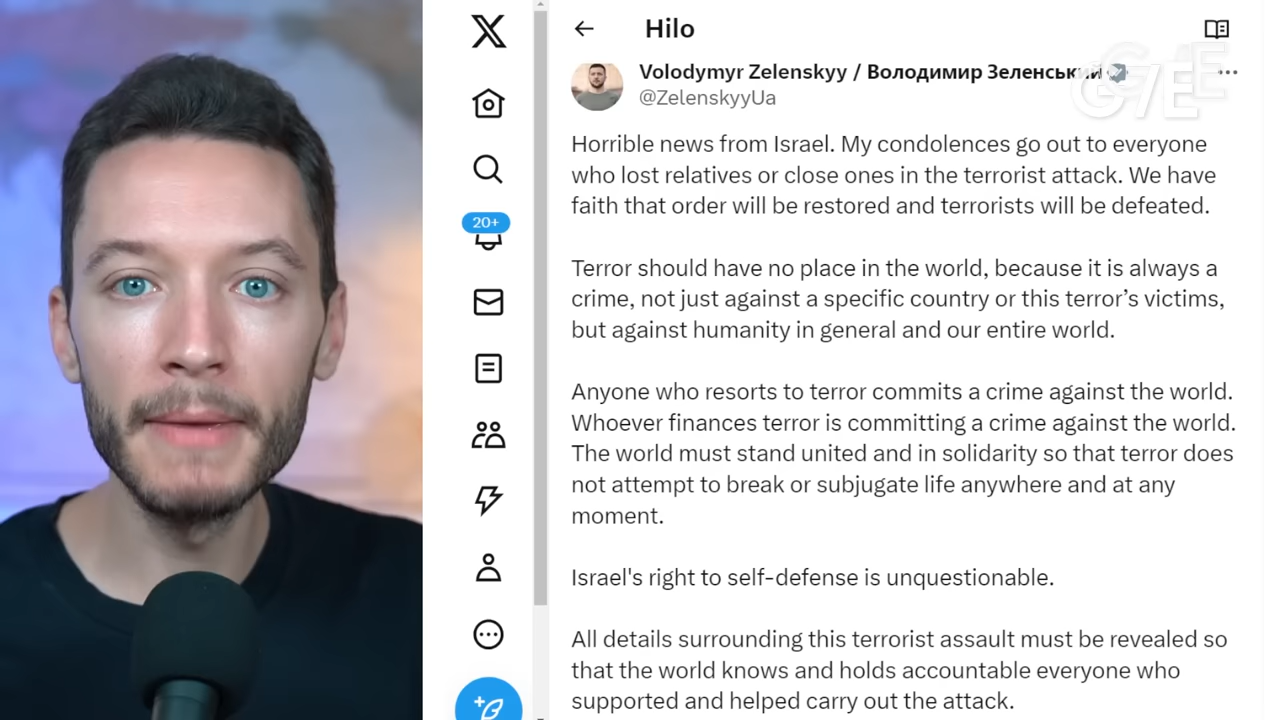 Hilo
Volodymyr Zelenskyy / Володимир Зеленський
@ZelenskyyUa
G7EE
20+
Horrible news from Israel. My condolences go out to everyone
who lost relatives or close ones in the terrorist attack. We have
faith that order will be restored and terrorists will be defeated.
Terror should have no place in the world, because it is always a
crime, not just against a specific country or this terror’s victims,
but against humanity in general and our entire world.
Anyone who resorts to terror commits a crime against the world.
Whoever finances terror is committing a crime against the world.
The world must stand united and in solidarity so that terror does
not attempt to break or subjugate life anywhere and at any
moment.
Israel's right to self-defense is unquestionable.
All details surrounding this terrorist assault must be revealed so
that the world knows and holds accountable everyone who
supported and helped carry out the attack.